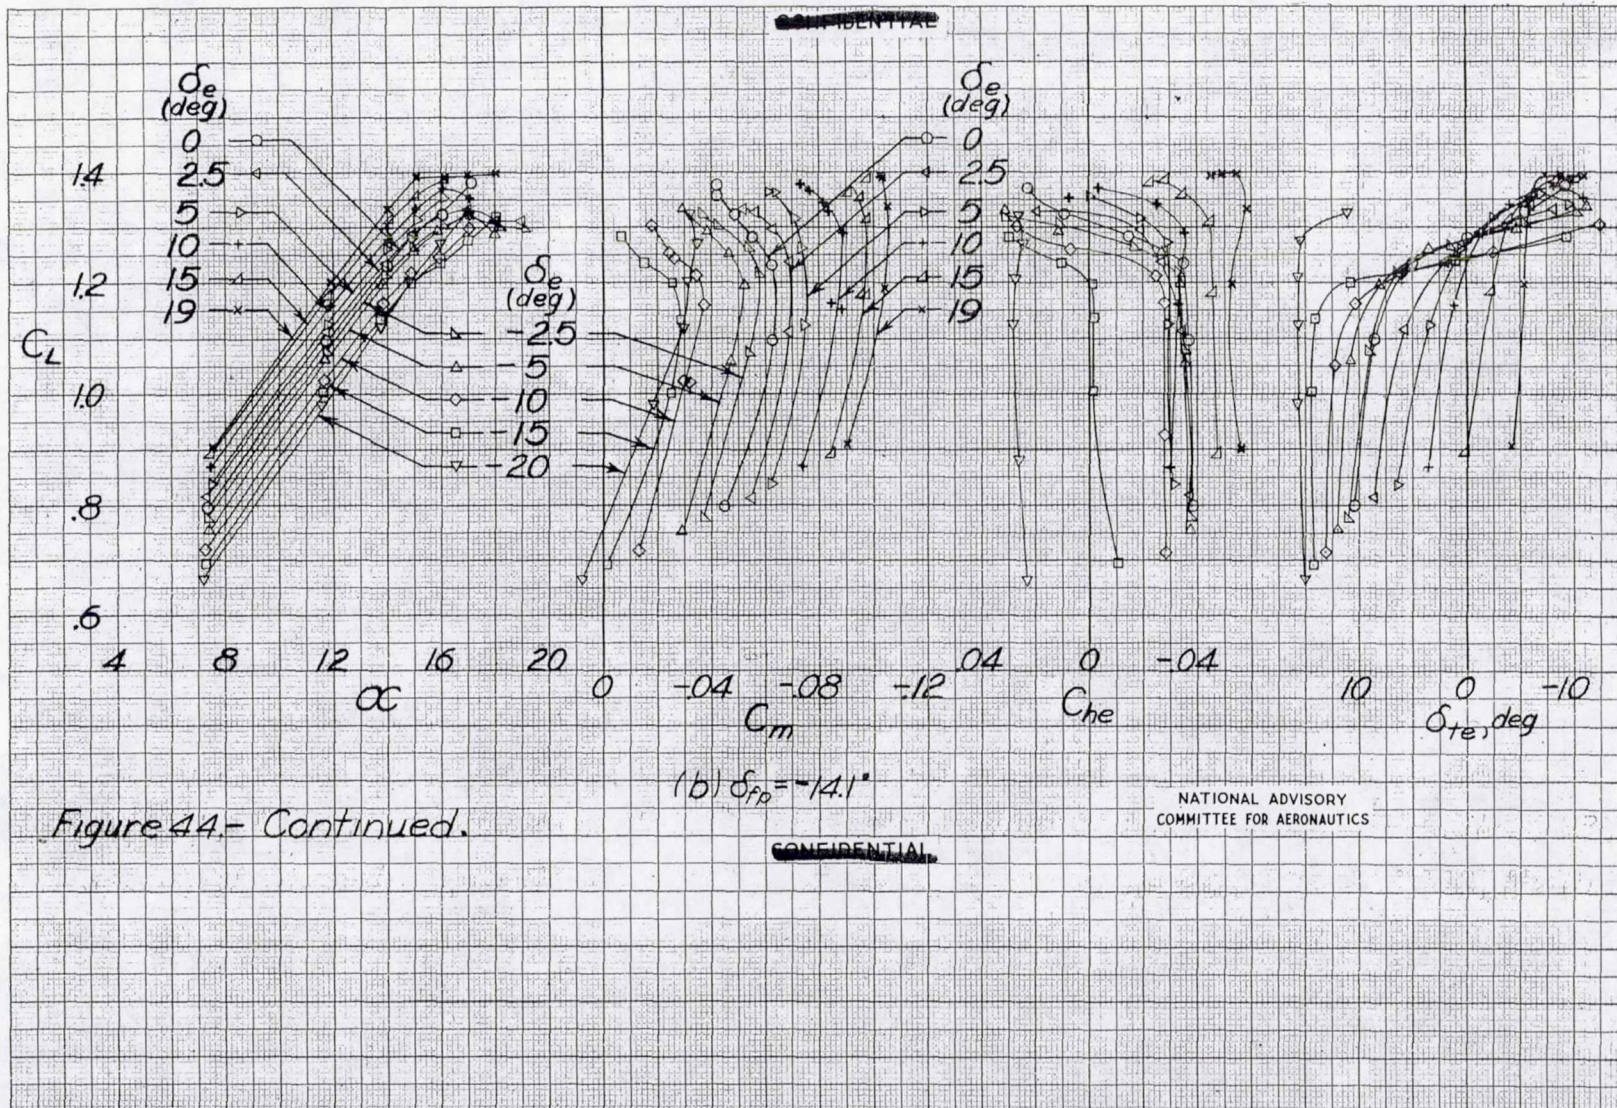 CONFIDENTIAL
δe
(deg)
0
2.5
5
10
15
19
δe
(deg)
-2.5
-5
-10
-15
-20
δe
(deg)
0
2.5
5
10
15
19
1.4
1.2
CL
1.0
.8
.6
4 8 12 16 20
α
0 -.04 -.08 -.12
Cm
.04 0 -.04
Che
10 0 -10
δte, deg
(b) δfp = -14.1°
Figure 44.- Continued.
NATIONAL ADVISORY
COMMITTEE FOR AERONAUTICS
CONFIDENTIAL